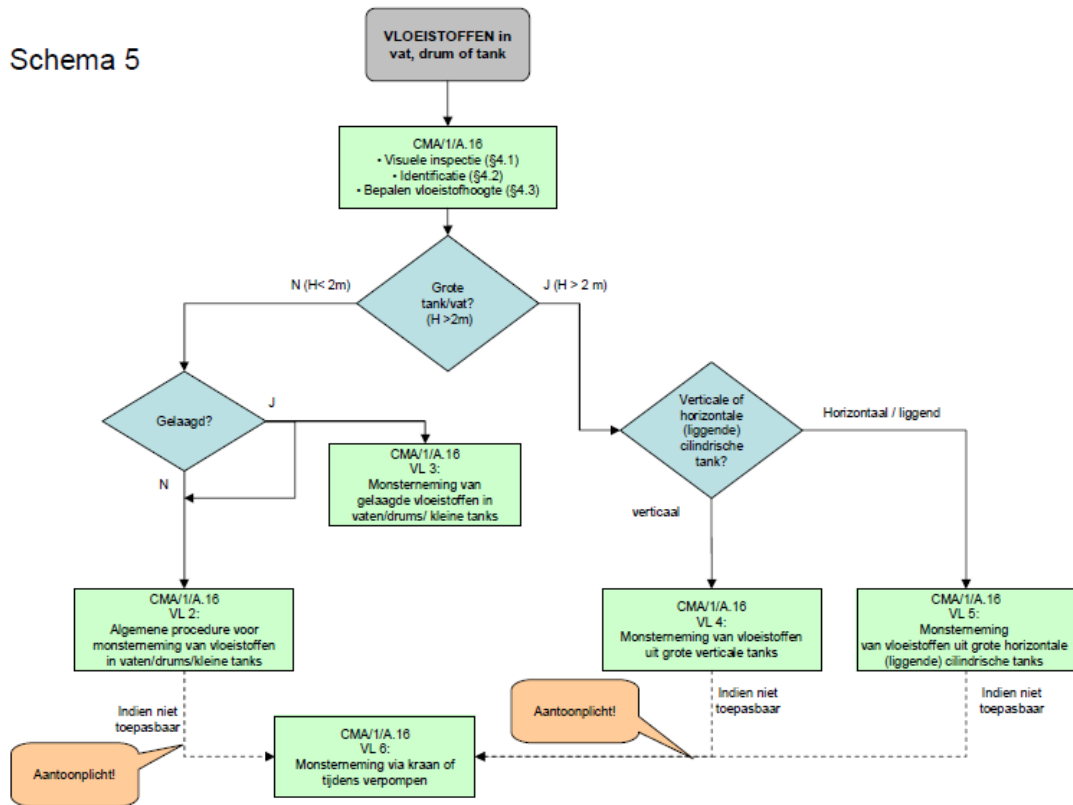 Schema 5
VLOEISTOFFEN in
vat, drum of tank
CMA/1/A.16
• Visuele inspectie (§4.1)
• Identificatie (§4.2)
• Bepalen vloeistofhoogte (§4.3)
N (H< 2m)
Grote
tank/vat?
(H >2m)
J (H > 2 m)
Gelaagd?
J
N
CMA/1/A.16
VL 3:
Monsterneming van
gelaagde vloeistoffen in
vaten/drums/ kleine tanks
Verticale of
horizontale
(liggende)
cilindrische
tank?
Horizontaal / liggend
verticaal
CMA/1/A.16
VL 2:
Algemene procedure voor
monsterneming van vloeistoffen
in vaten/drums/kleine tanks
CMA/1/A.16
VL 4:
Monsterneming van vloeistoffen
uit grote verticale tanks
CMA/1/A.16
VL 5:
Monsterneming
van vloeistoffen uit grote horizontale
(liggende) cilindrische tanks
Indien niet
toepasbaar
Aantoonplicht!
CMA/1/A.16
VL 6:
Monsterneming via kraan of
tijdens verpompen
Aantoonplicht!
Indien niet
toepasbaar
Indien niet
toepasbaar